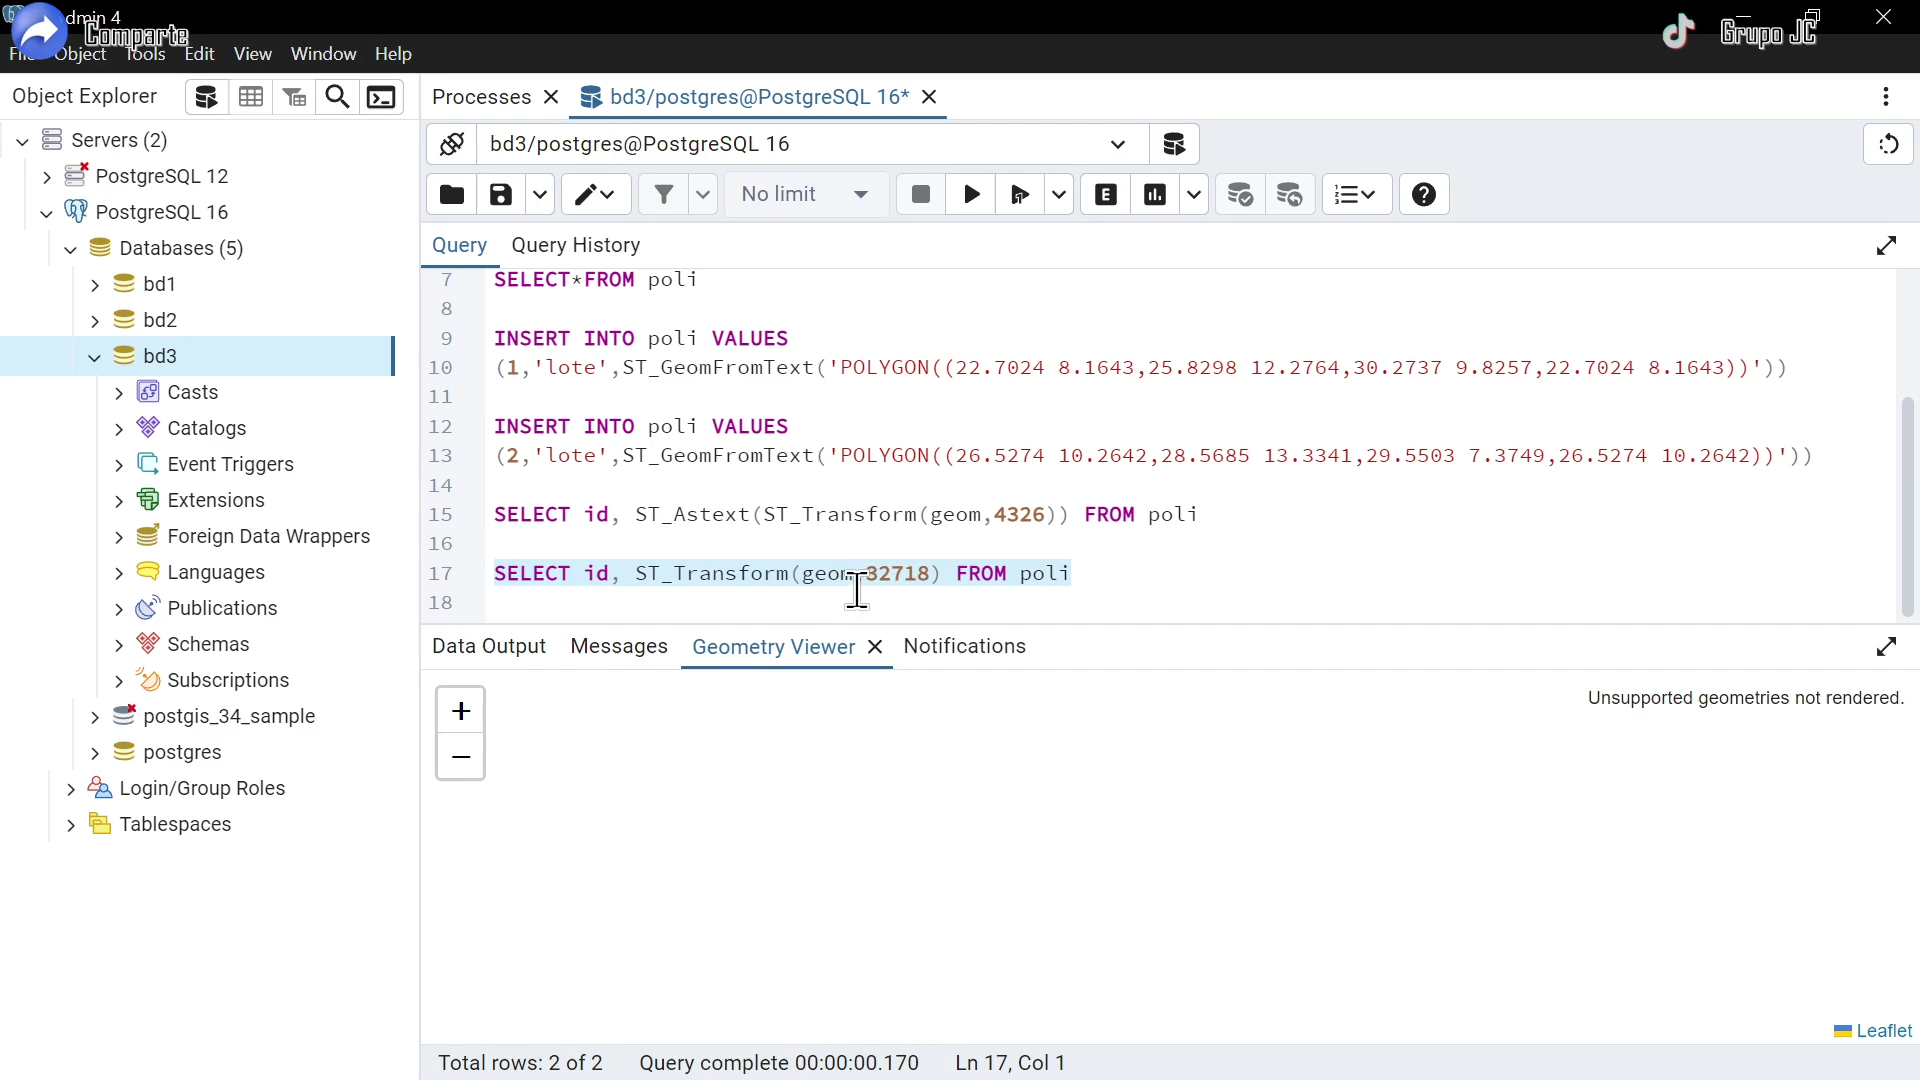 dmin 4
Comparte
Grupo JC
Object Tools Edit View Window Help
Object Explorer
Processes
bd3/postgres@PostgreSQL 16*
Servers (2)
PostgreSQL 12
PostgreSQL 16
Databases (5)
bd1
bd2
bd3
Casts
Catalogs
Event Triggers
Extensions
Foreign Data Wrappers
Languages
Publications
Schemas
Subscriptions
postgis_34_sample
postgres
Login/Group Roles
Tablespaces
bd3/postgres@PostgreSQL 16
No limit
E
Query Query History
7 SELECT*FROM poli
8
9 INSERT INTO poli VALUES
10 (1,'lote',ST_GeomFromText('POLYGON((22.7024 8.1643,25.8298 12.2764,30.2737 9.8257,22.7024 8.1643))'))
11
12 INSERT INTO poli VALUES
13 (2,'lote',ST_GeomFromText('POLYGON((26.5274 10.2642,28.5685 13.3341,29.5503 7.3749,26.5274 10.2642))'))
14
15 SELECT id, ST_Astext(ST_Transform(geom,4326)) FROM poli
16
17 SELECT id, ST_Transform(geom,32718) FROM poli
18
Data Output Messages Geometry Viewer Notifications
+
−
Unsupported geometries not rendered.
Leaflet
Total rows: 2 of 2 Query complete 00:00:00.170 Ln 17, Col 1